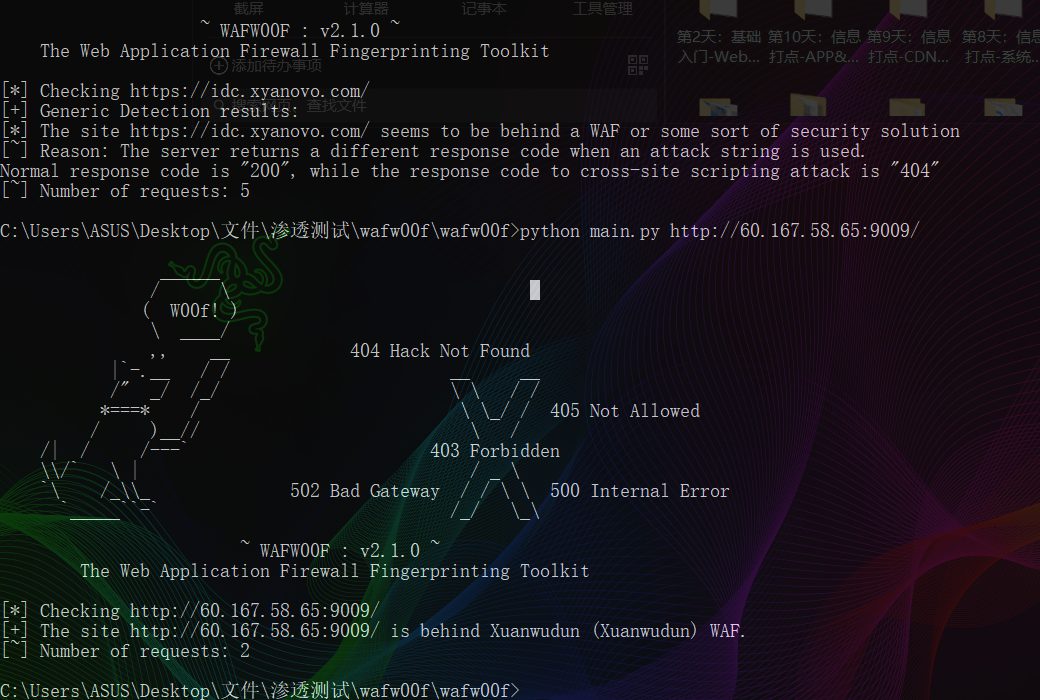 截屏 计算器 记事本 工具管理
~ WAFW00F : v2.1.0 ~
第2天：基础 第10天：信息 第9天：信息 第8天：信息
The Web Application Firewall Fingerprinting Toolkit
入门-Web... 打点-APP&... 打点-CDN... 打点-系统...
添加待办事项
[*] Checking https://idc.xyanovo.com/
查找文件
[+] Generic Detection results:
[*] The site https://idc.xyanovo.com/ seems to be behind a WAF or some sort of security solution
[~] Reason: The server returns a different response code when an attack string is used.
Normal response code is "200", while the response code to cross-site scripting attack is "404"
[~] Number of requests: 5
C:\Users\ASUS\Desktop\文件\渗透测试\wafw00f\wafw00f>python main.py http://60.167.58.65:9009/
W00f!
404 Hack Not Found
405 Not Allowed
403 Forbidden
502 Bad Gateway 500 Internal Error
~ WAFW00F : v2.1.0 ~
The Web Application Firewall Fingerprinting Toolkit
[*] Checking http://60.167.58.65:9009/
[+] The site http://60.167.58.65:9009/ is behind Xuanwudun (Xuanwudun) WAF.
[~] Number of requests: 2
C:\Users\ASUS\Desktop\文件\渗透测试\wafw00f\wafw00f>